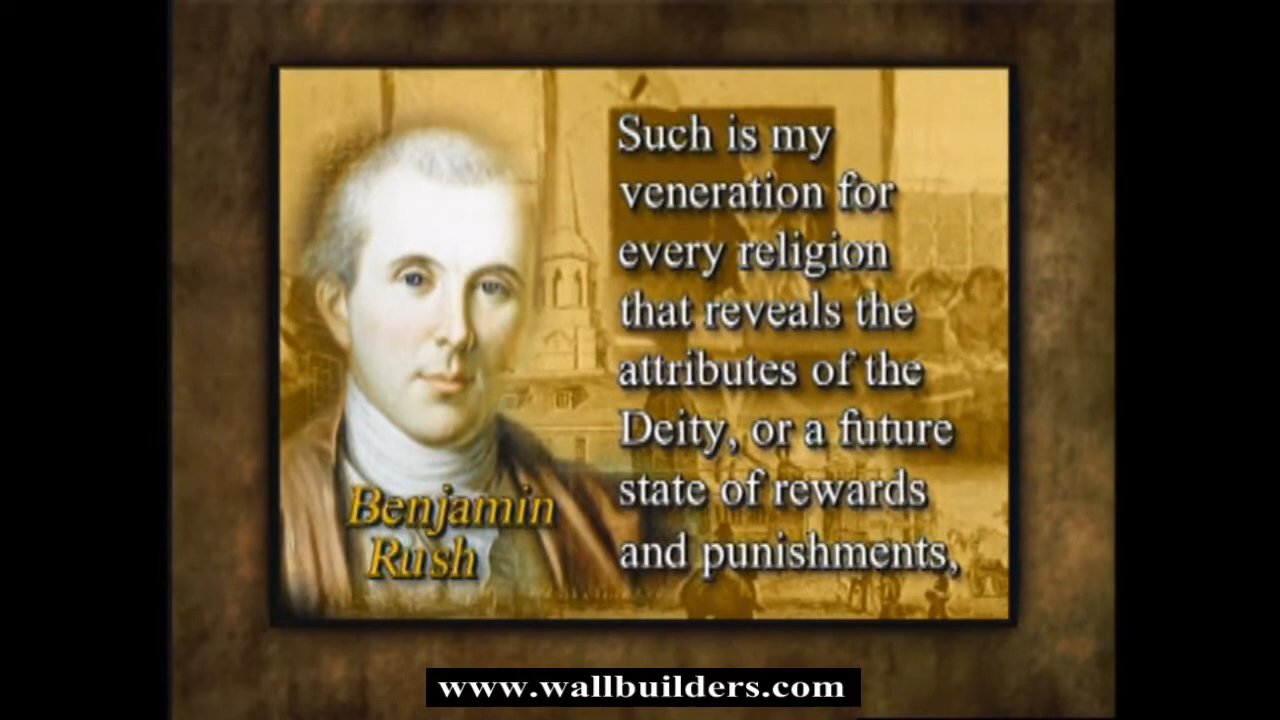 Such is my
veneration for
every religion
that reveals the
attributes of the
Deity, or a future
state of rewards
and punishments,
Benjamin
Rush
www.wallbuilders.com